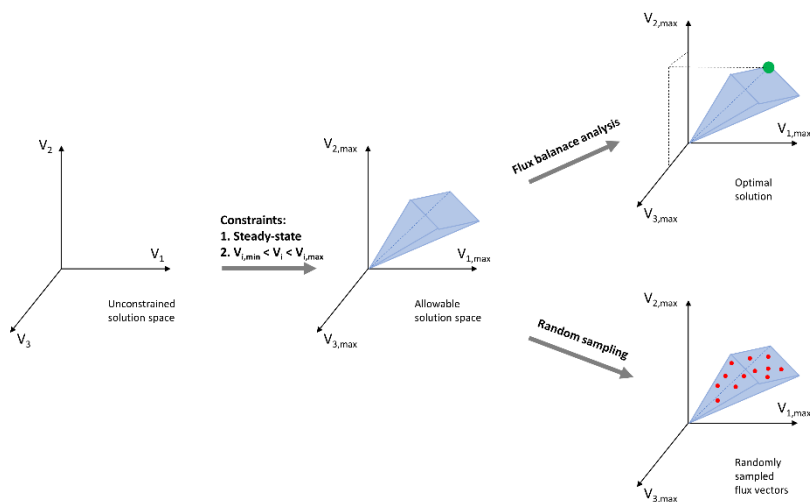 V2
V1
V3
Unconstrained
solution space
Constraints:
1. Steady-state
2. Vi,min < Vi < Vi,max
V2,max
V1,max
V3,max
Allowable
solution space
Flux balanace analysis
V2,max
V1,max
V3,max
Optimal
solution
Random sampling
V2,max
V1,max
V3,max
Randomly
sampled
flux vectors